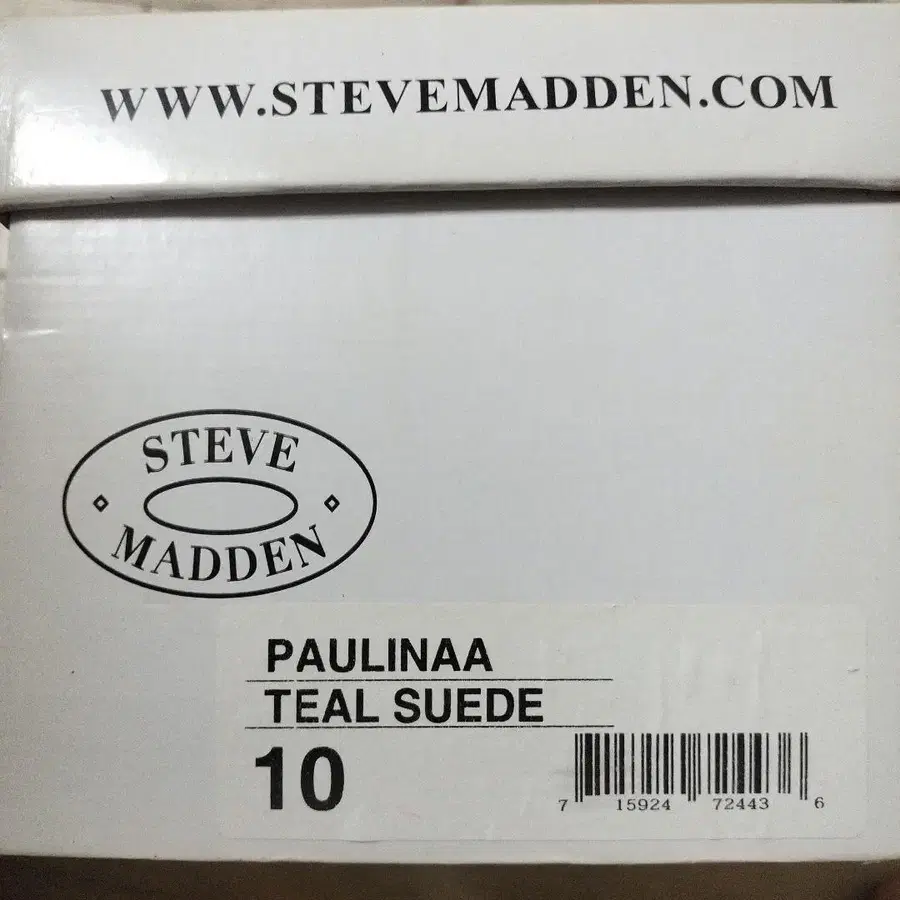 WWW.STEVEMADDEN.COM
STEVE
MADDEN
PAULINAA
TEAL SUEDE
10
7 15924 72443 6